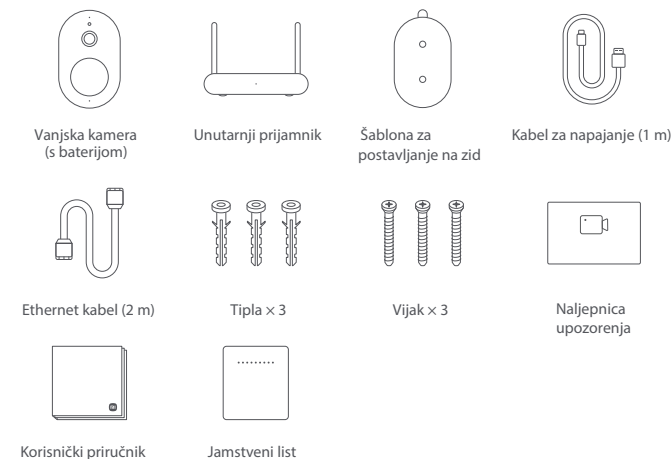 Vanjska kamera
(s baterijom)
Unutarnji prijamnik
Šablona za
postavljanje na zid
Kabel za napajanje (1 m)
Ethernet kabel (2 m)
Tipla × 3
Vijak × 3
Naljepnica
upozorenja
Korisnički priručnik
Jamstveni list